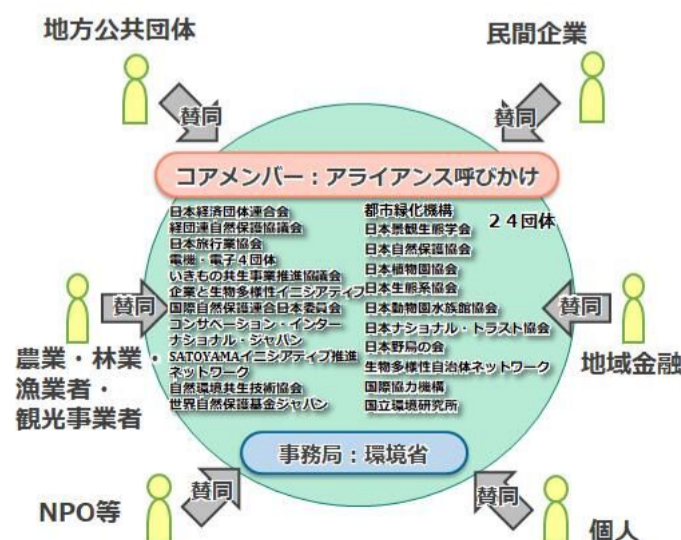 地方公共団体
民間企業
賛同
賛同
コアメンバー：アライアンス呼びかけ
日本経済団体連合会
経団連自然保護協議会
日本旅行業協会
電機・電子４団体
いきもの共生事業推進協議会
企業と生物多様性イニシアティブ
国際自然保護連合日本委員会
コンサベーション・インター
ナショナル・ジャパン
SATOYAMAイニシアティブ推進
ネットワーク
自然環境共生技術協会
世界自然保護基金ジャパン
都市緑化機構
２４団体
日本景観生態学会
日本自然保護協会
日本植物園協会
日本生態系協会
日本動物園水族館協会
日本ナショナル・トラスト協会
日本野鳥の会
生物多様性自治体ネットワーク
国際協力機構
国立環境研究所
賛同
農業・林業・
漁業者・
観光事業者
賛同
地域金融
事務局：環境省
賛同
NPO等
賛同
個人